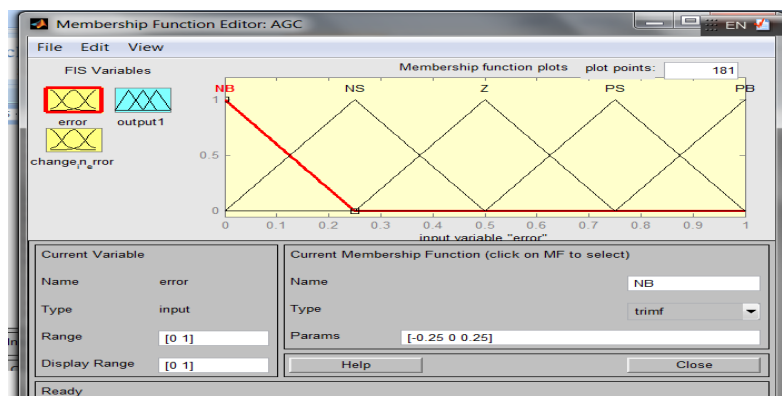 Membership Function Editor: AGC
EN
File Edit View
FIS Variables
Membership function plots plot points: 181
NB NS Z PS PB
error output1
change_in_error
1
0.5
0
0 0.1 0.2 0.3 0.4 0.5 0.6 0.7 0.8 0.9 1
input variable "error"
Current Variable
Current Membership Function (click on MF to select)
Name error
Name NB
Type input
Type trimf
Range [0 1]
Params [-0.25 0 0.25]
Display Range [0 1]
Help Close
Ready